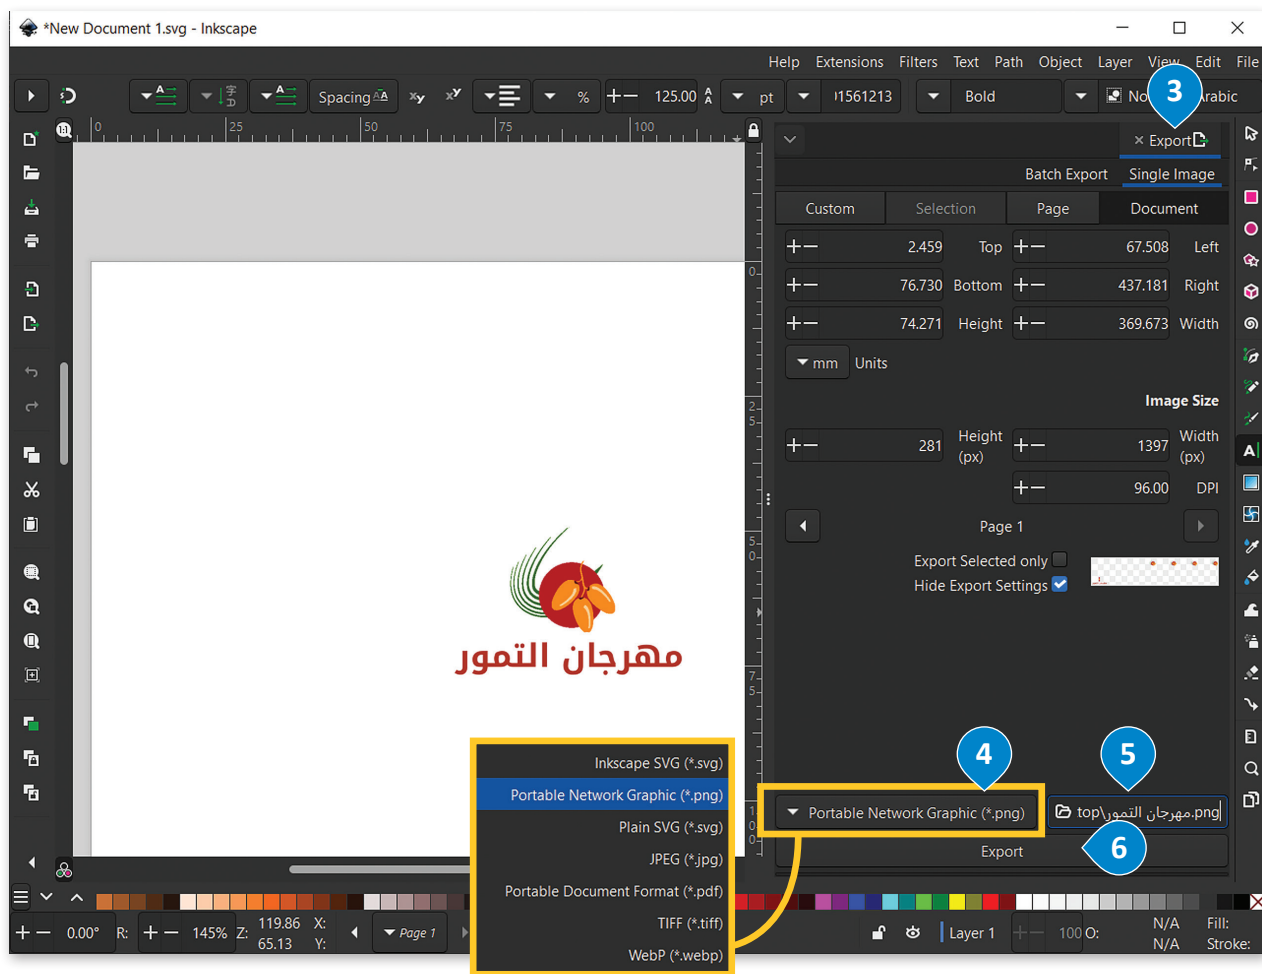 *New Document 1.svg - Inkscape
Help Extensions Filters Text Path Object Layer View Edit File
Spacing % 125.00 pt 01561213 Bold
3
0 25 50 75 100
Export
Batch Export Single Image
Custom Selection Page Document
2.459 Top 67.508 Left
76.730 Bottom 437.181 Right
74.271 Height 369.673 Width
mm Units
Image Size
281 Height (px) 1397 Width (px)
96.00 DPI
Page 1
Export Selected only
Hide Export Settings
مهرجان التمور
4 5
Inkscape SVG (*.svg)
Portable Network Graphic (*.png)
Plain SVG (*.svg)
JPEG (*.jpg)
Portable Document Format (*.pdf)
TIFF (*.tiff)
WebP (*.webp)
Portable Network Graphic (*.png) top\مهرجان التمور.png
Export 6
0.00° R: 145% Z: 119.86 X: Page 1 Layer 1 100 O: N/A Fill:
65.13 Y: N/A Stroke: